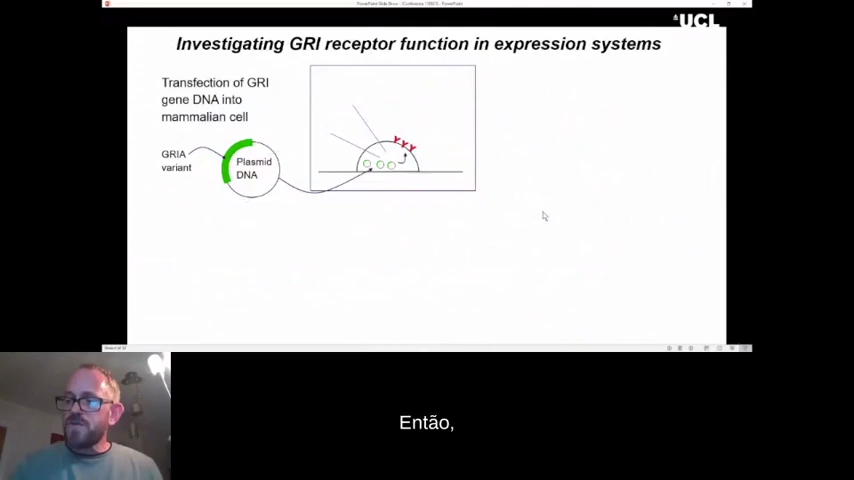 UCL
Investigating GRI receptor function in expression systems
Transfection of GRI
gene DNA into
mammalian cell
GRIA
variant
Plasmid
DNA
Então,